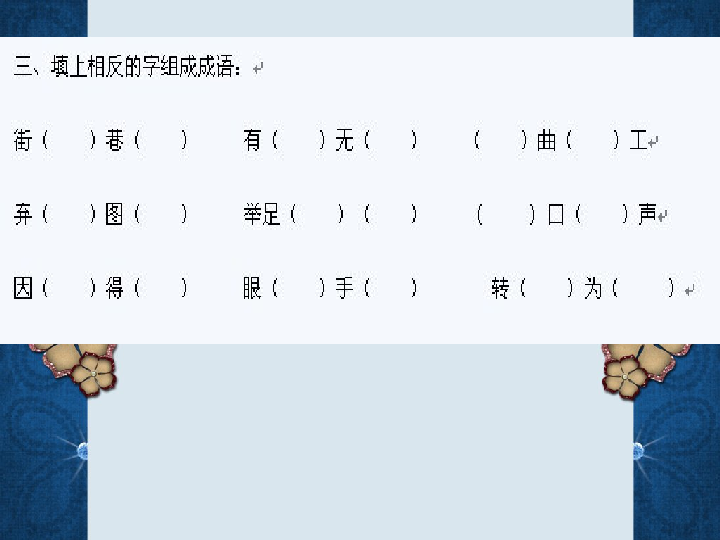 三、填上相反的字组成成语：↵
街（　　）巷（　　）　　有（　　）无（　　）　　（　　）曲（　　）工↵
弃（　　）图（　　）　　举足（　　）（　　）　　（　　）口（　　）声↵
因（　　）得（　　）　　眼（　　）手（　　）　　转（　　）为（　　）↵